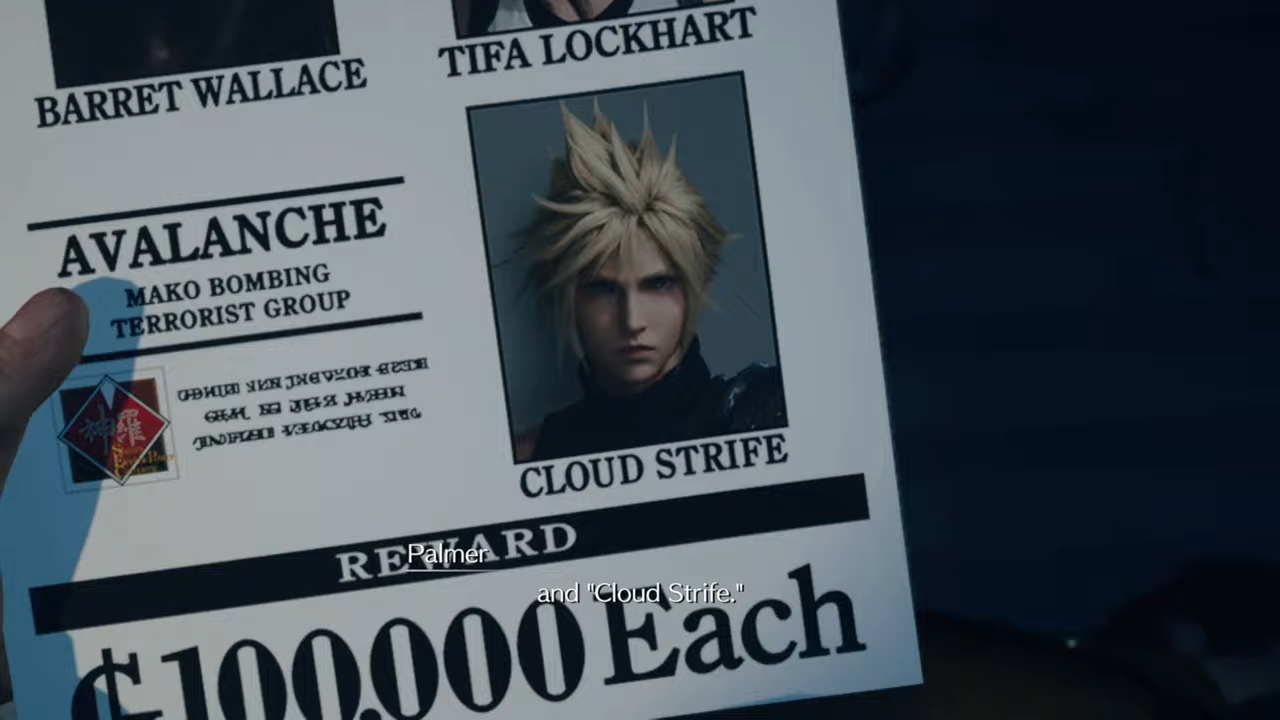 BARRET WALLACE
TIFA LOCKHART
AVALANCHE
MAKO BOMBING
TERRORIST GROUP
CLOUD STRIFE
REWARD
100,000 Each
Palmer
and "Cloud Strife."